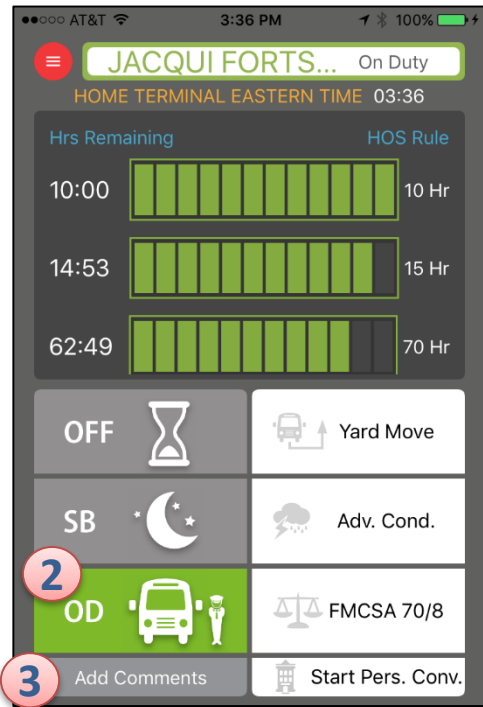 AT&T 3:36 PM 100%
JACQUI FORTS... On Duty
HOME TERMINAL EASTERN TIME 03:36
Hrs Remaining HOS Rule
10:00 10 Hr
14:53 15 Hr
62:49 70 Hr
OFF Yard Move
SB Adv. Cond.
2
OD FMCSA 70/8
3 Add Comments Start Pers. Conv.